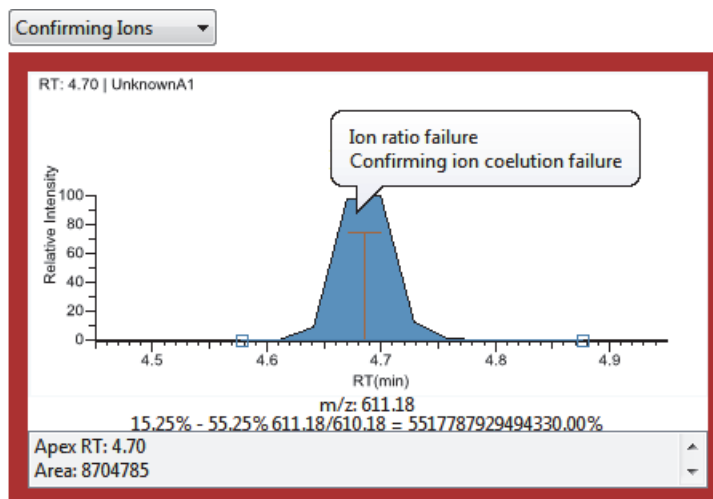 Confirming Ions
RT: 4.70 | UnknownA1
Ion ratio failure
Confirming ion coelution failure
Relative Intensity
100
80
60
40
20
0
4.5 4.6 4.7 4.8 4.9
RT(min)
m/z: 611.18
15.25% - 55.25% 611.18/610.18 = 5517787929494330.00%
Apex RT: 4.70
Area: 8704785